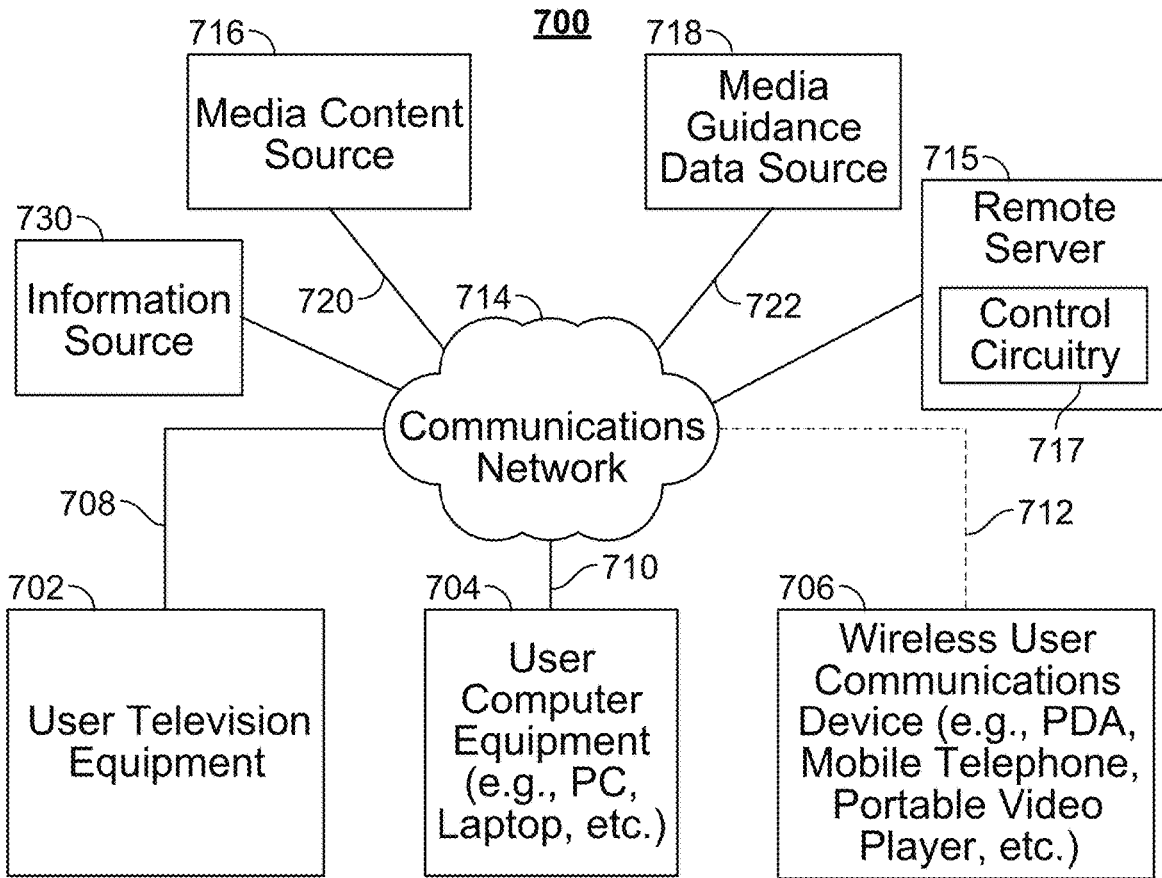 700
716
Media Content
Source
718
Media
Guidance
Data Source
715
Remote
Server
Control
Circuitry
717
730
Information
Source
720
714
722
Communications
Network
708
712
702
User Television
Equipment
704
710
User
Computer
Equipment
(e.g., PC,
Laptop, etc.)
706
Wireless User
Communications
Device (e.g., PDA,
Mobile Telephone,
Portable Video
Player, etc.)